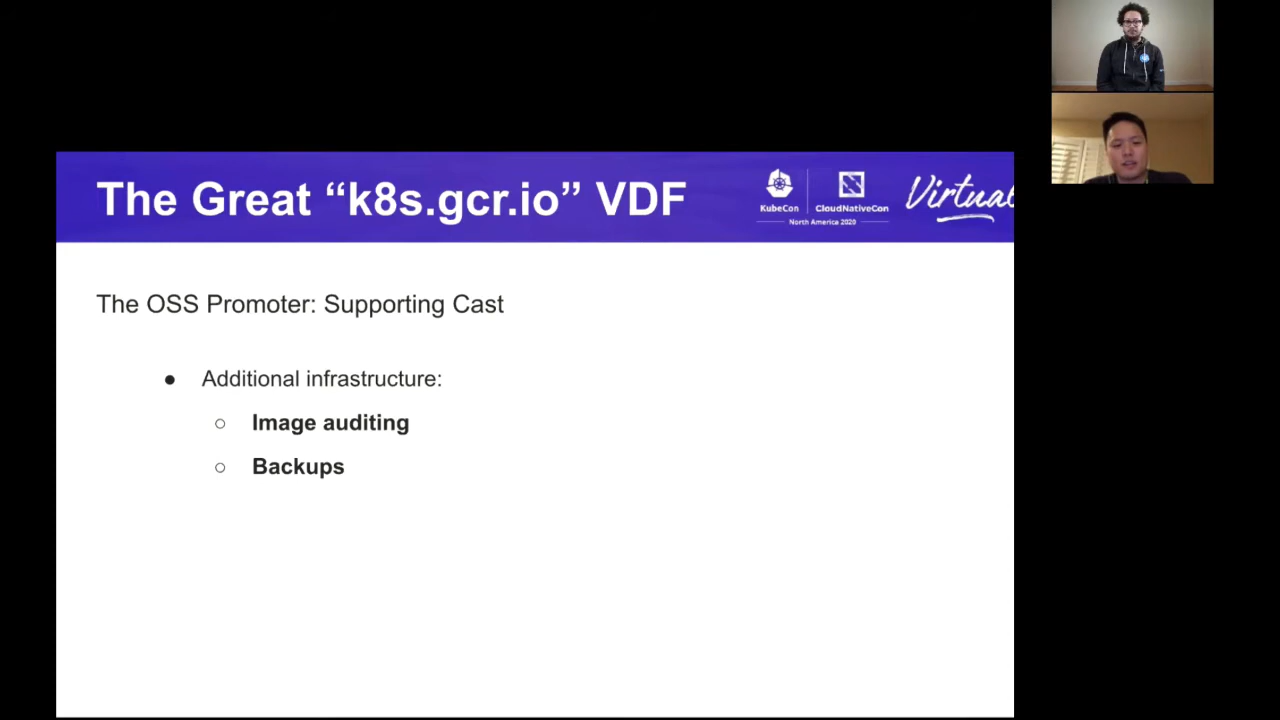 The Great “k8s.gcr.io” VDF
KubeCon
CloudNativeCon
North America 2020
Virtual
The OSS Promoter: Supporting Cast
● Additional infrastructure:
○ Image auditing
○ Backups